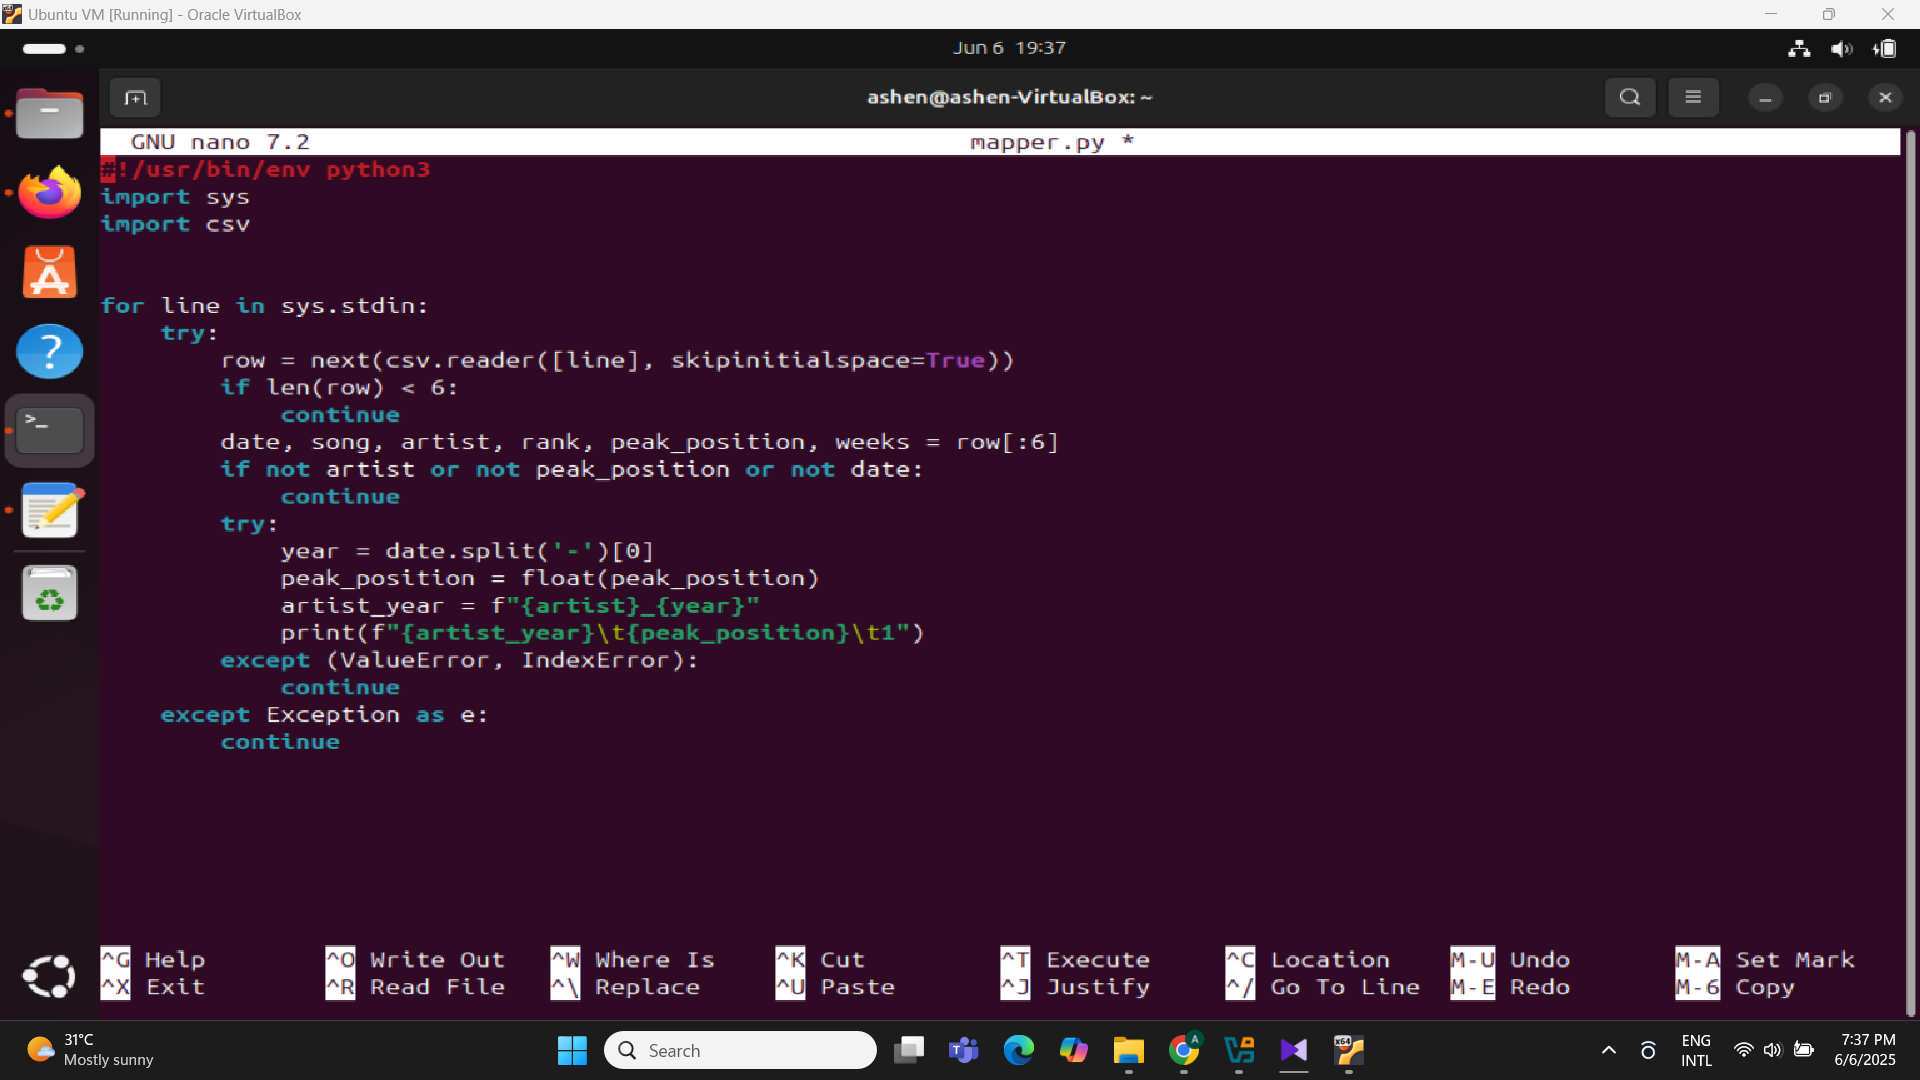 Ubuntu VM [Running] - Oracle VirtualBox
Jun 6 19:37
ashen@ashen-VirtualBox: ~
GNU nano 7.2 mapper.py *
#!/usr/bin/env python3
import sys
import csv
for line in sys.stdin:
    try:
        row = next(csv.reader([line], skipinitialspace=True))
        if len(row) < 6:
            continue
        date, song, artist, rank, peak_position, weeks = row[:6]
        if not artist or not peak_position or not date:
            continue
        try:
            year = date.split('-')[0]
            peak_position = float(peak_position)
            artist_year = f"{artist}_{year}"
            print(f"{artist_year}\t{peak_position}\t1")
        except (ValueError, IndexError):
            continue
    except Exception as e:
        continue
^G Help ^O Write Out ^W Where Is ^K Cut ^T Execute ^C Location M-U Undo M-A Set Mark
^X Exit ^R Read File ^\ Replace ^U Paste ^J Justify ^/ Go To Line M-E Redo M-6 Copy
31°C
Mostly sunny
Search
ENG
INTL
7:37 PM
6/6/2025